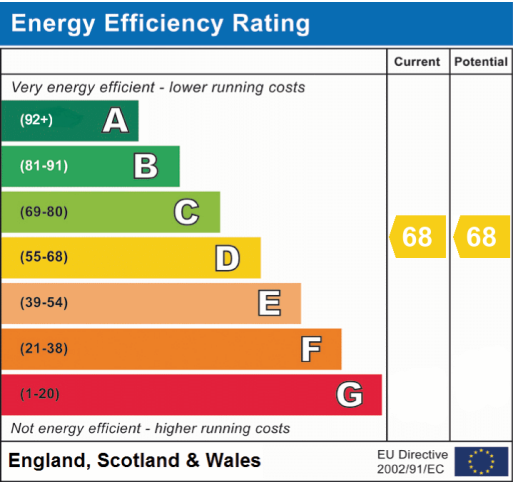 Energy Efficiency Rating
Current Potential
Very energy efficient - lower running costs
(92+) A
(81-91) B
(69-80) C
(55-68) D
68 68
(39-54) E
(21-38) F
(1-20) G
Not energy efficient - higher running costs
England, Scotland & Wales
EU Directive
2002/91/EC